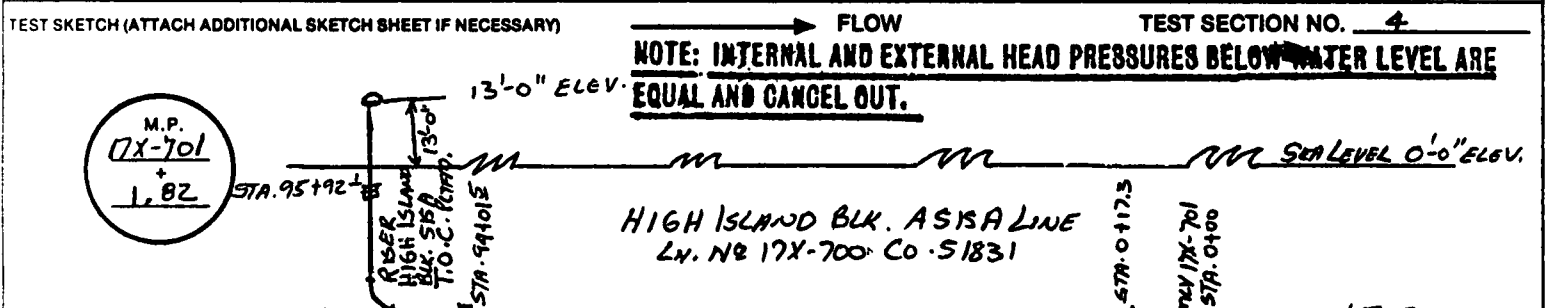 TEST SKETCH (ATTACH ADDITIONAL SKETCH SHEET IF NECESSARY)
FLOW
TEST SECTION NO. 4
NOTE: INTERNAL AND EXTERNAL HEAD PRESSURES BELOW WATER LEVEL ARE
EQUAL AND CANCEL OUT.
13'-0" ELEV.
13'-0"
M.P.
17X-701
+
1.82
SEA LEVEL 0'-0" ELEV.
STA. 95+92±
RISER
HIGH ISLAND
BLK.
T.O.C.
HIGH ISLAND BLK. A515A LINE
LN. NO 17X-700 CO. 51831
STA. 0+17.3
17X-701
STA. 0+00